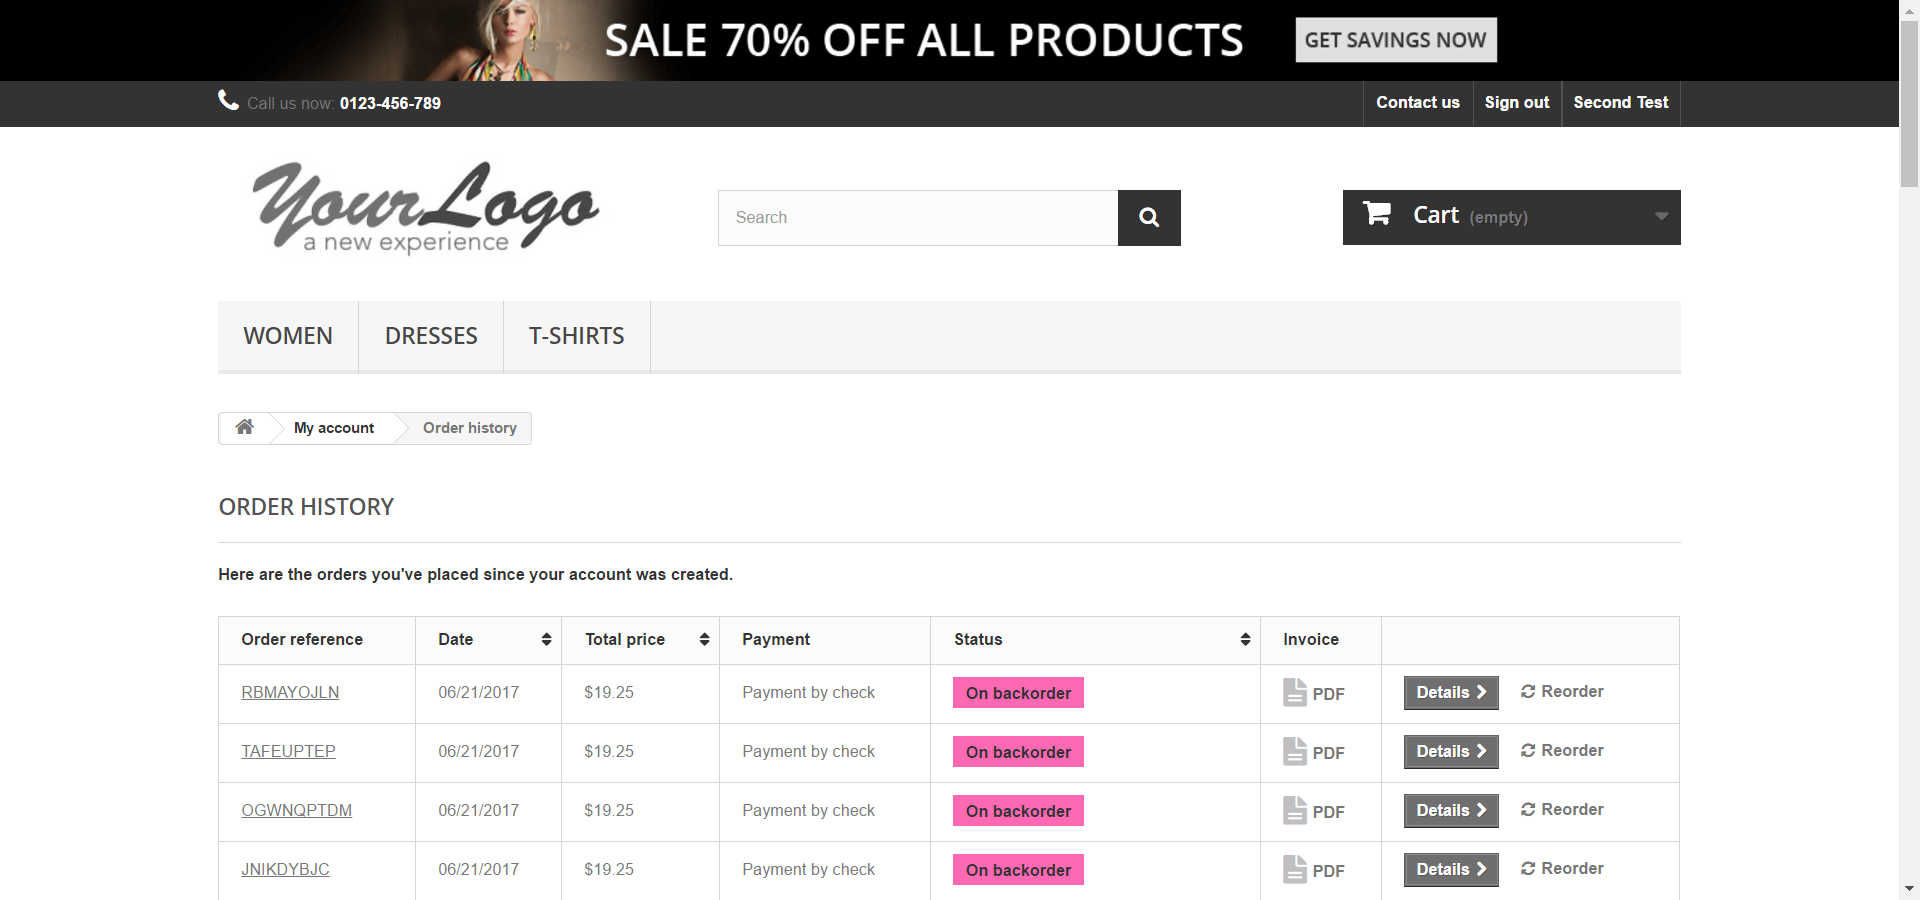 SALE 70% OFF ALL PRODUCTS GET SAVINGS NOW
Call us now: 0123-456-789 Contact us Sign out Second Test
Your Logo
a new experience
Search
Cart (empty)
WOMEN DRESSES T-SHIRTS
My account Order history
ORDER HISTORY
Here are the orders you've placed since your account was created.
Order reference Date Total price Payment Status Invoice
RBMAYOJLN 06/21/2017 $19.25 Payment by check On backorder PDF Details Reorder
TAFEUPTEP 06/21/2017 $19.25 Payment by check On backorder PDF Details Reorder
OGWNQPTDM 06/21/2017 $19.25 Payment by check On backorder PDF Details Reorder
JNIKDYBJC 06/21/2017 $19.25 Payment by check On backorder PDF Details Reorder